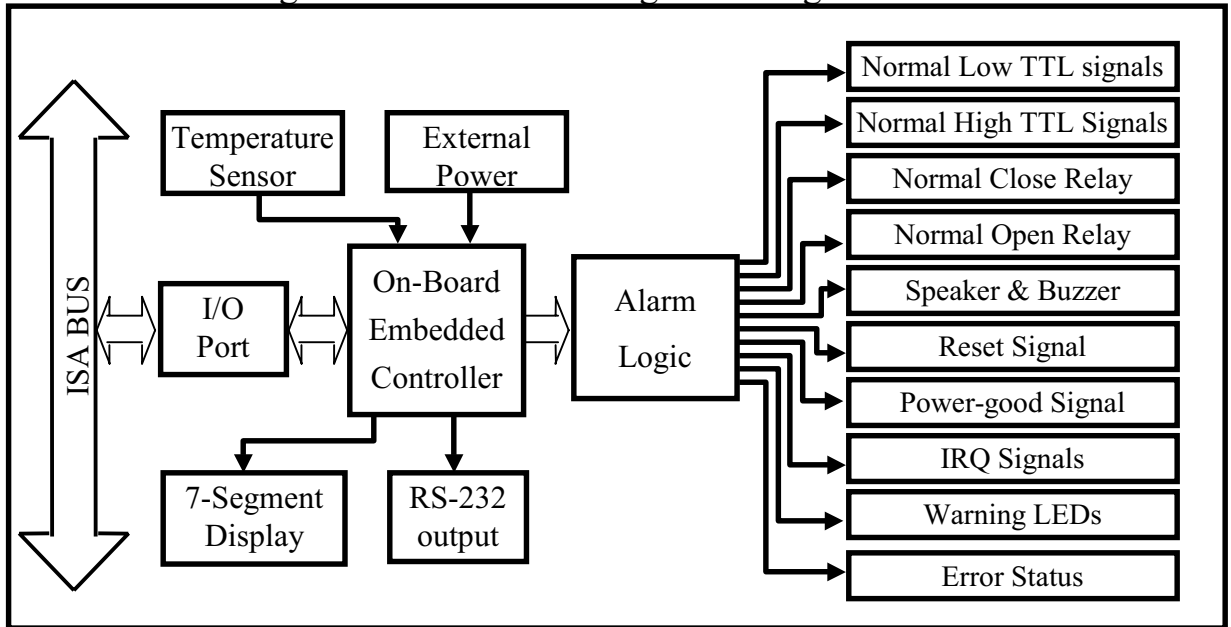 ISA BUS
Temperature
Sensor
External
Power
I/O
Port
On-Board
Embedded
Controller
7-Segment
Display
RS-232
output
Alarm
Logic
Normal Low TTL signals
Normal High TTL Signals
Normal Close Relay
Normal Open Relay
Speaker & Buzzer
Reset Signal
Power-good Signal
IRQ Signals
Warning LEDs
Error Status